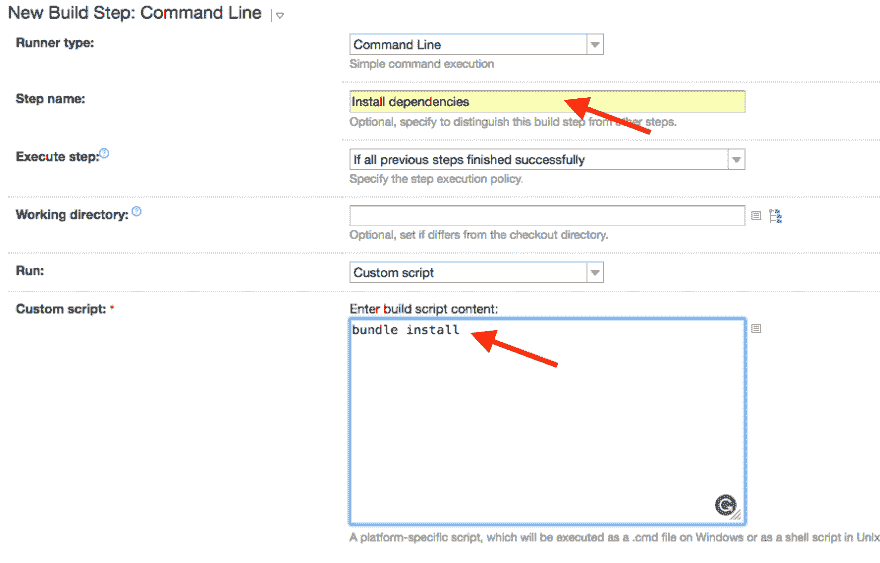 New Build Step: Command Line
Runner type:
Command Line
Simple command execution
Step name:
Install dependencies
Optional, specify to distinguish this build step from other steps.
Execute step:
If all previous steps finished successfully
Specify the step execution policy.
Working directory:
Optional, set if differs from the checkout directory.
Run:
Custom script
Custom script: *
Enter build script content:
bundle install
A platform-specific script, which will be executed as a .cmd file on Windows or as a shell script in Unix